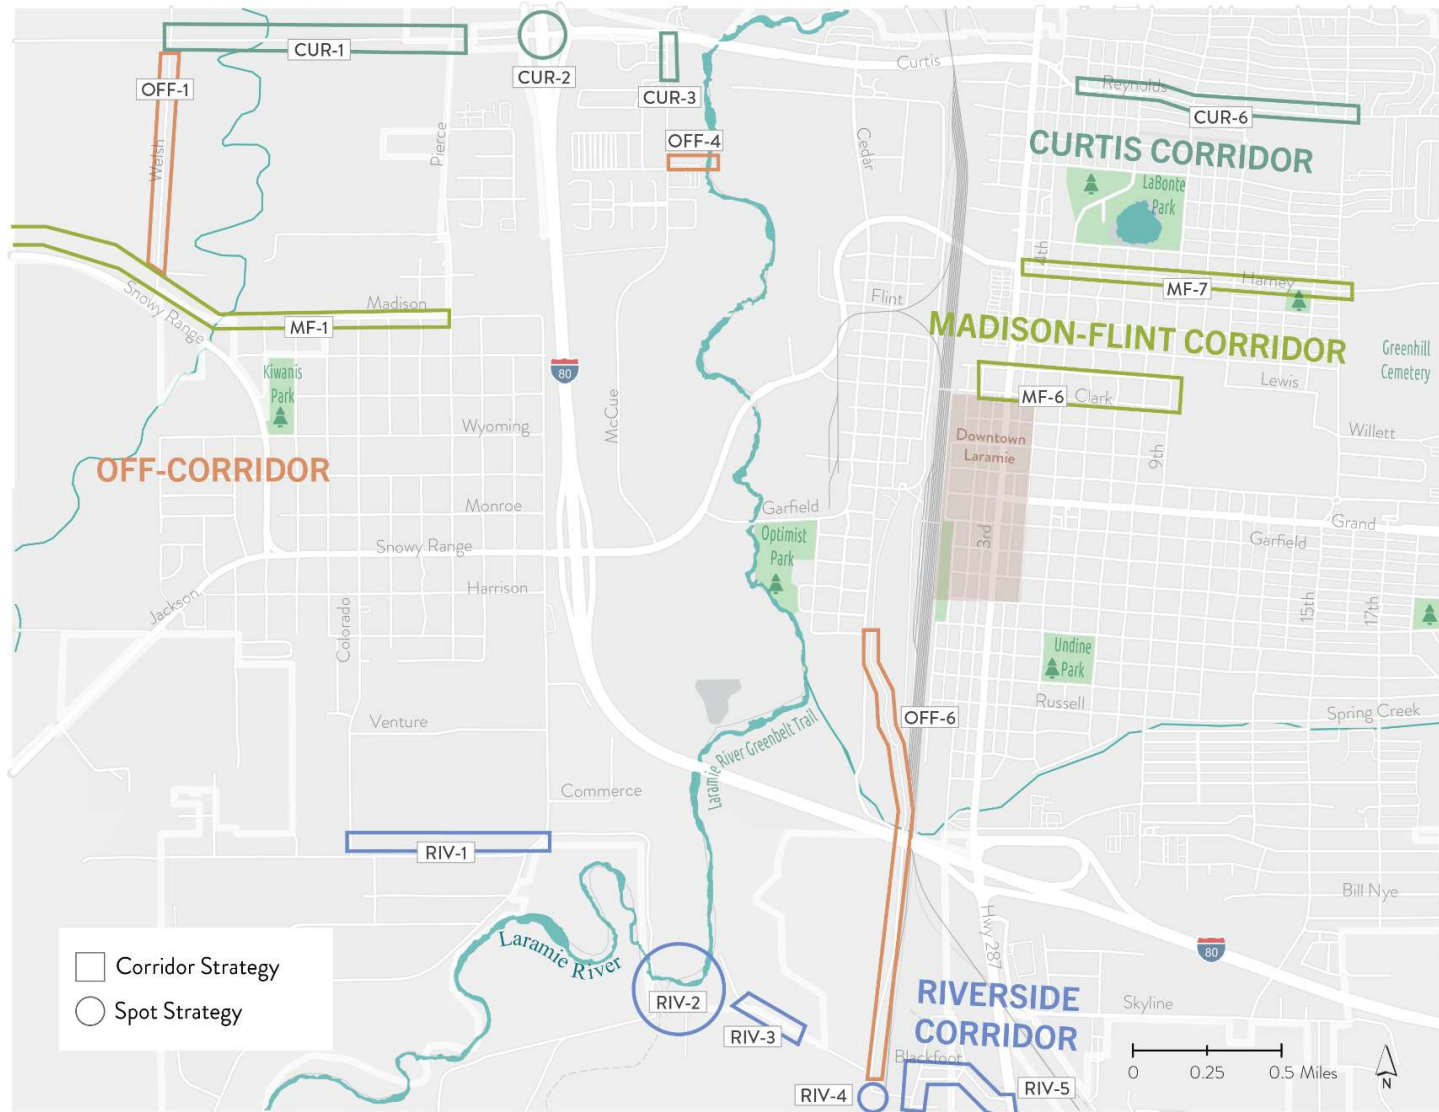 CUR-1
CUR-2
CUR-3
Curtis
OFF-1
Reynolds
CUR-6
CURTIS CORRIDOR
Welsh
Pierce
OFF-4
Cedar
LaBonte
Park
4th
Snowy Range
Madison
MF-1
Flint
Harney
MF-7
MADISON-FLINT CORRIDOR
80
Kiwanis
Park
McCue
Greenhill
Cemetery
Lewis
MF-6
Clark
Wyoming
Willett
OFF-CORRIDOR
Downtown
Laramie
9th
Monroe
Garfield
Grand
Garfield
Optimist
Park
3rd
Snowy Range
Harrison
Jackson
Colorado
15th
17th
Undine
Park
Russell
Venture
OFF-6
Spring Creek
Laramie River Greenbelt Trail
Commerce
RIV-1
Bill Nye
Hwy 287
Laramie River
80
Corridor Strategy
Spot Strategy
RIV-2
RIV-3
RIVERSIDE
CORRIDOR
Skyline
Blackfoot
RIV-4
RIV-5
0 0.25 0.5 Miles
N